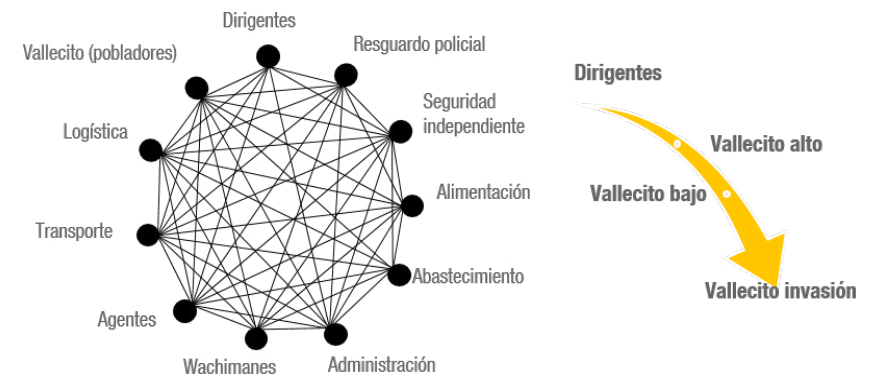 Dirigentes
Resguardo policial
Vallecito (pobladores)
Seguridad
independiente
Logística
Alimentación
Transporte
Abastecimiento
Agentes
Wachimanes
Administración
Dirigentes
Vallecito alto
Vallecito bajo
Vallecito invasión